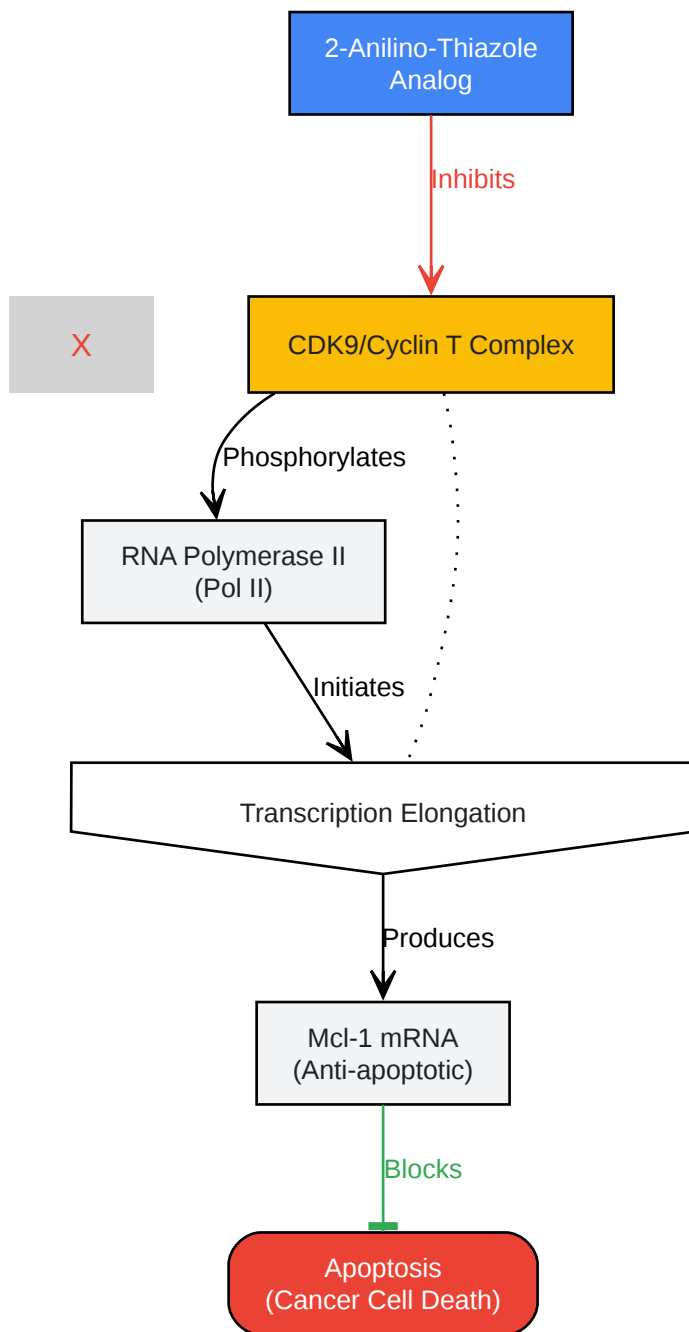 2-Anilino-Thiazole
Analog
Inhibits
X
CDK9/Cyclin T Complex
Phosphorylates
RNA Polymerase II
(Pol II)
Initiates
Transcription Elongation
Produces
Mcl-1 mRNA
(Anti-apoptotic)
Blocks
Apoptosis
(Cancer Cell Death)